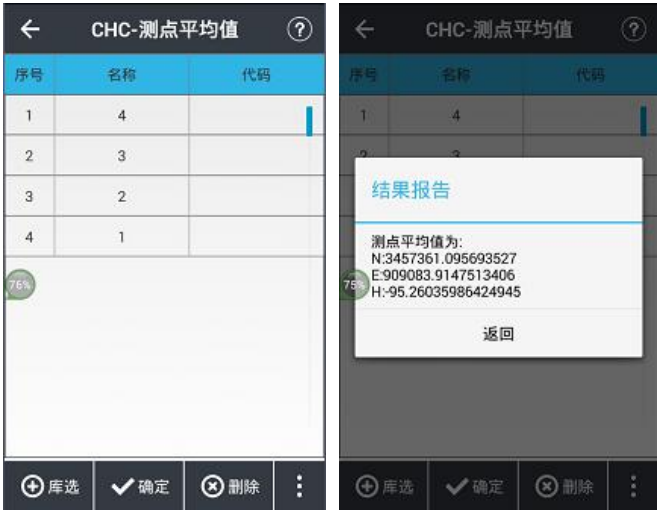 CHC-测点平均值 ?
序号 名称 代码
1 4
2 3
3 2
4 1
76%
库选 确定 删除
CHC-测点平均值 ?
序号 名称 代码
1 4
2 3
结果报告
测点平均值为:
N:3457361.095693527
E:909083.9147513406
H:-95.26035986424945
75%
返回
库选 确定 删除